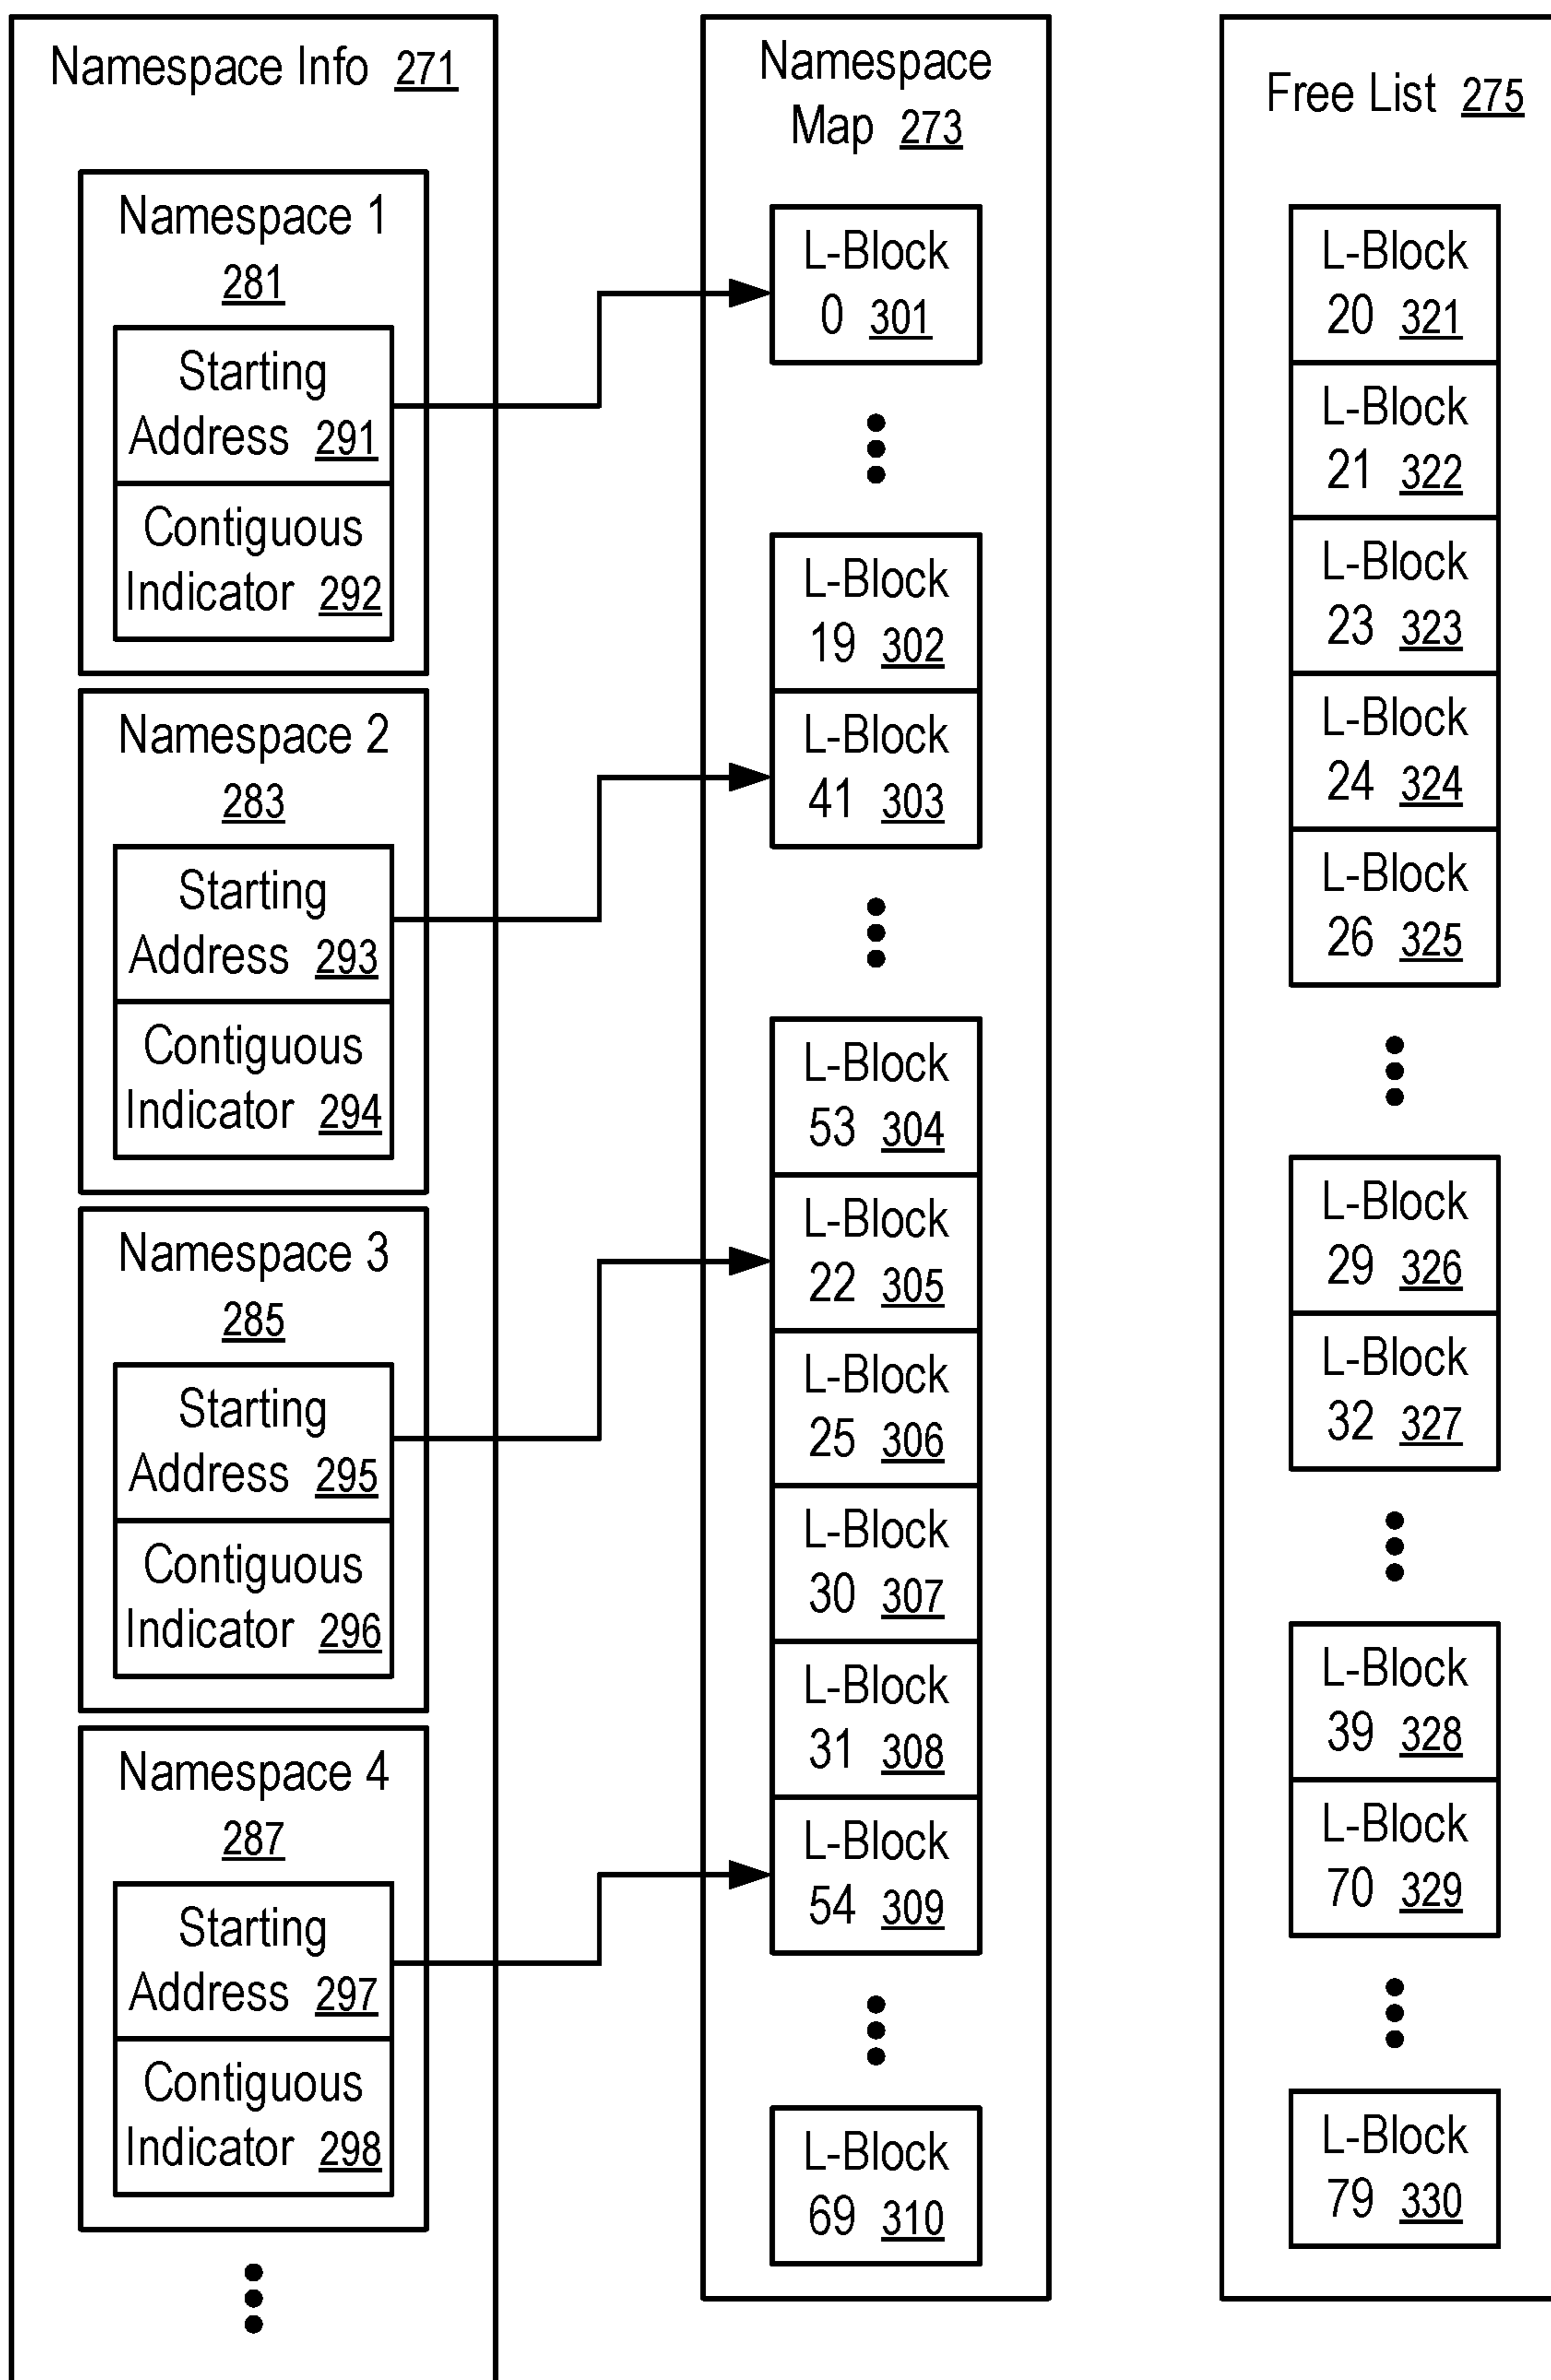 Namespace Info 271
Namespace 1
281
Starting
Address 291
Contiguous
Indicator 292
Namespace 2
283
Starting
Address 293
Contiguous
Indicator 294
Namespace 3
285
Starting
Address 295
Contiguous
Indicator 296
Namespace 4
287
Starting
Address 297
Contiguous
Indicator 298
Namespace
Map 273
L-Block
0 301
L-Block
19 302
L-Block
41 303
L-Block
53 304
L-Block
22 305
L-Block
25 306
L-Block
30 307
L-Block
31 308
L-Block
54 309
L-Block
69 310
Free List 275
L-Block
20 321
L-Block
21 322
L-Block
23 323
L-Block
24 324
L-Block
26 325
L-Block
29 326
L-Block
32 327
L-Block
39 328
L-Block
70 329
L-Block
79 330